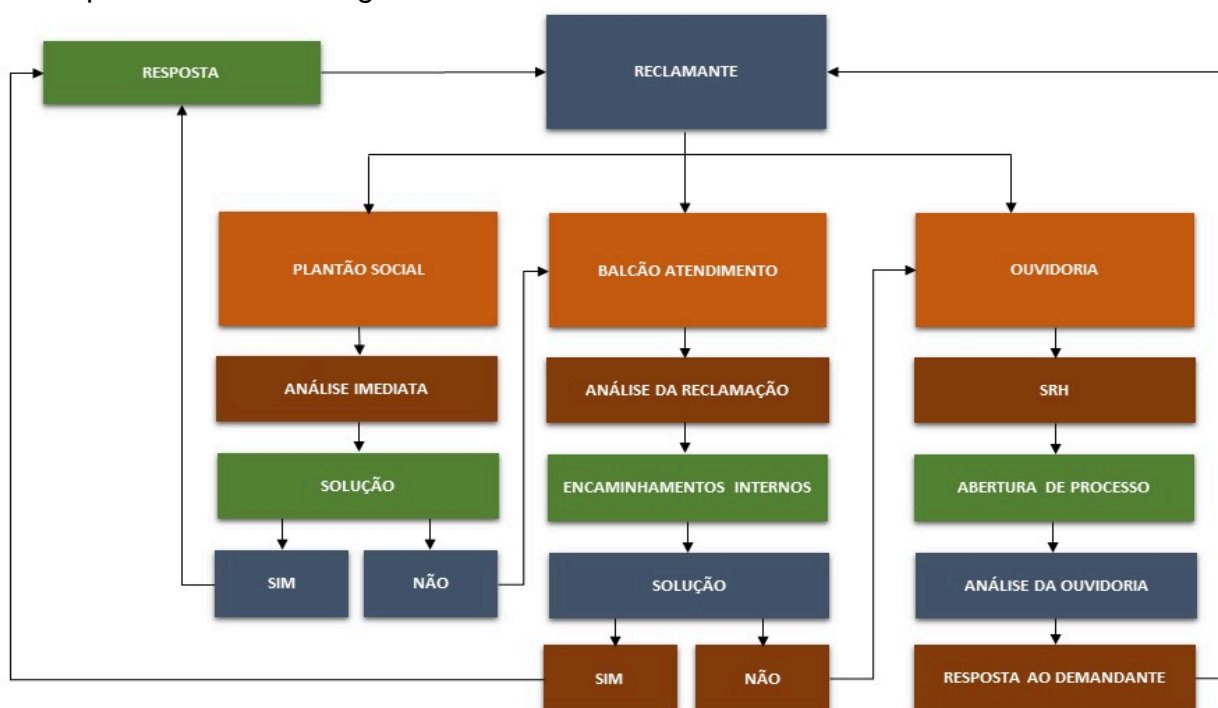 RESPOSTA
RECLAMANTE
PLANTÃO SOCIAL
BALCÃO ATENDIMENTO
OUVIDORIA
ANÁLISE IMEDIATA
ANÁLISE DA RECLAMAÇÃO
SRH
SOLUÇÃO
ENCAMINHAMENTOS INTERNOS
ABERTURA DE PROCESSO
SIM
NÃO
SOLUÇÃO
ANÁLISE DA OUVIDORIA
SIM
NÃO
RESPOSTA AO DEMANDANTE